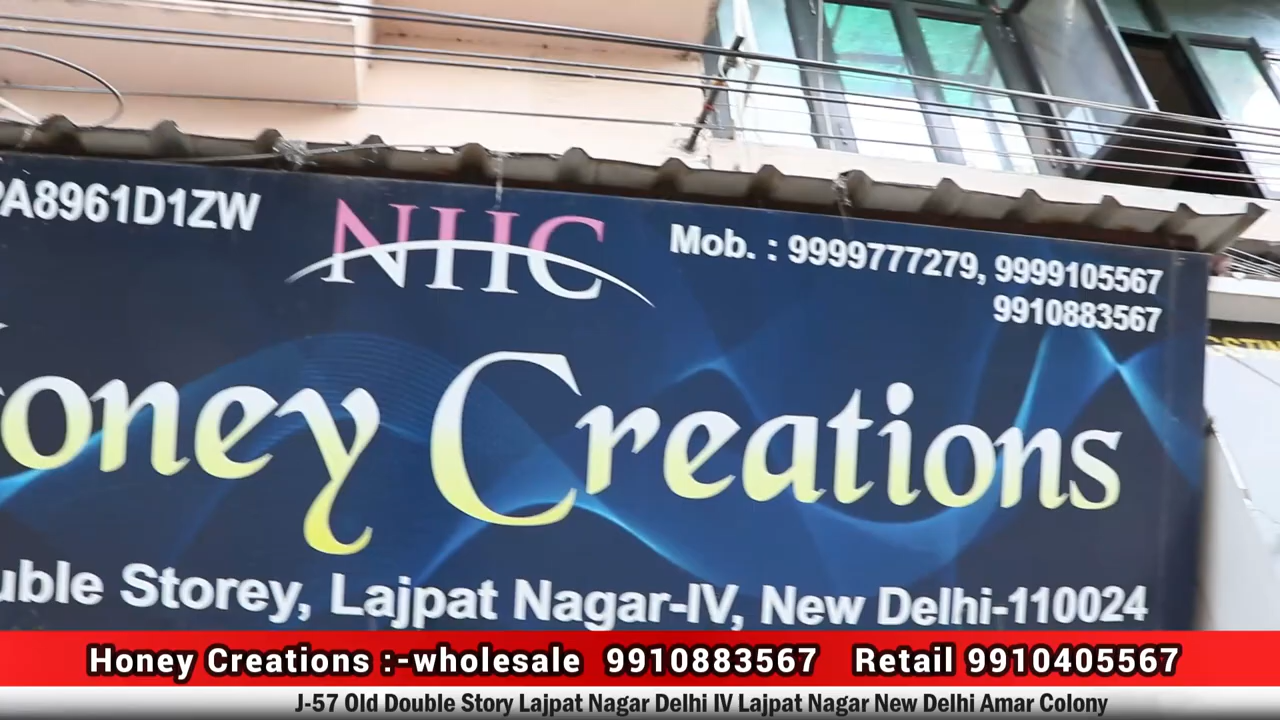 PA8961D1ZW
NHC
Mob. : 9999777279, 9999105567
9910883567
oney Creations
uble Storey, Lajpat Nagar-IV, New Delhi-110024
Honey Creations :-wholesale 9910883567 Retail 9910405567
J-57 Old Double Story Lajpat Nagar Delhi IV Lajpat Nagar New Delhi Amar Colony